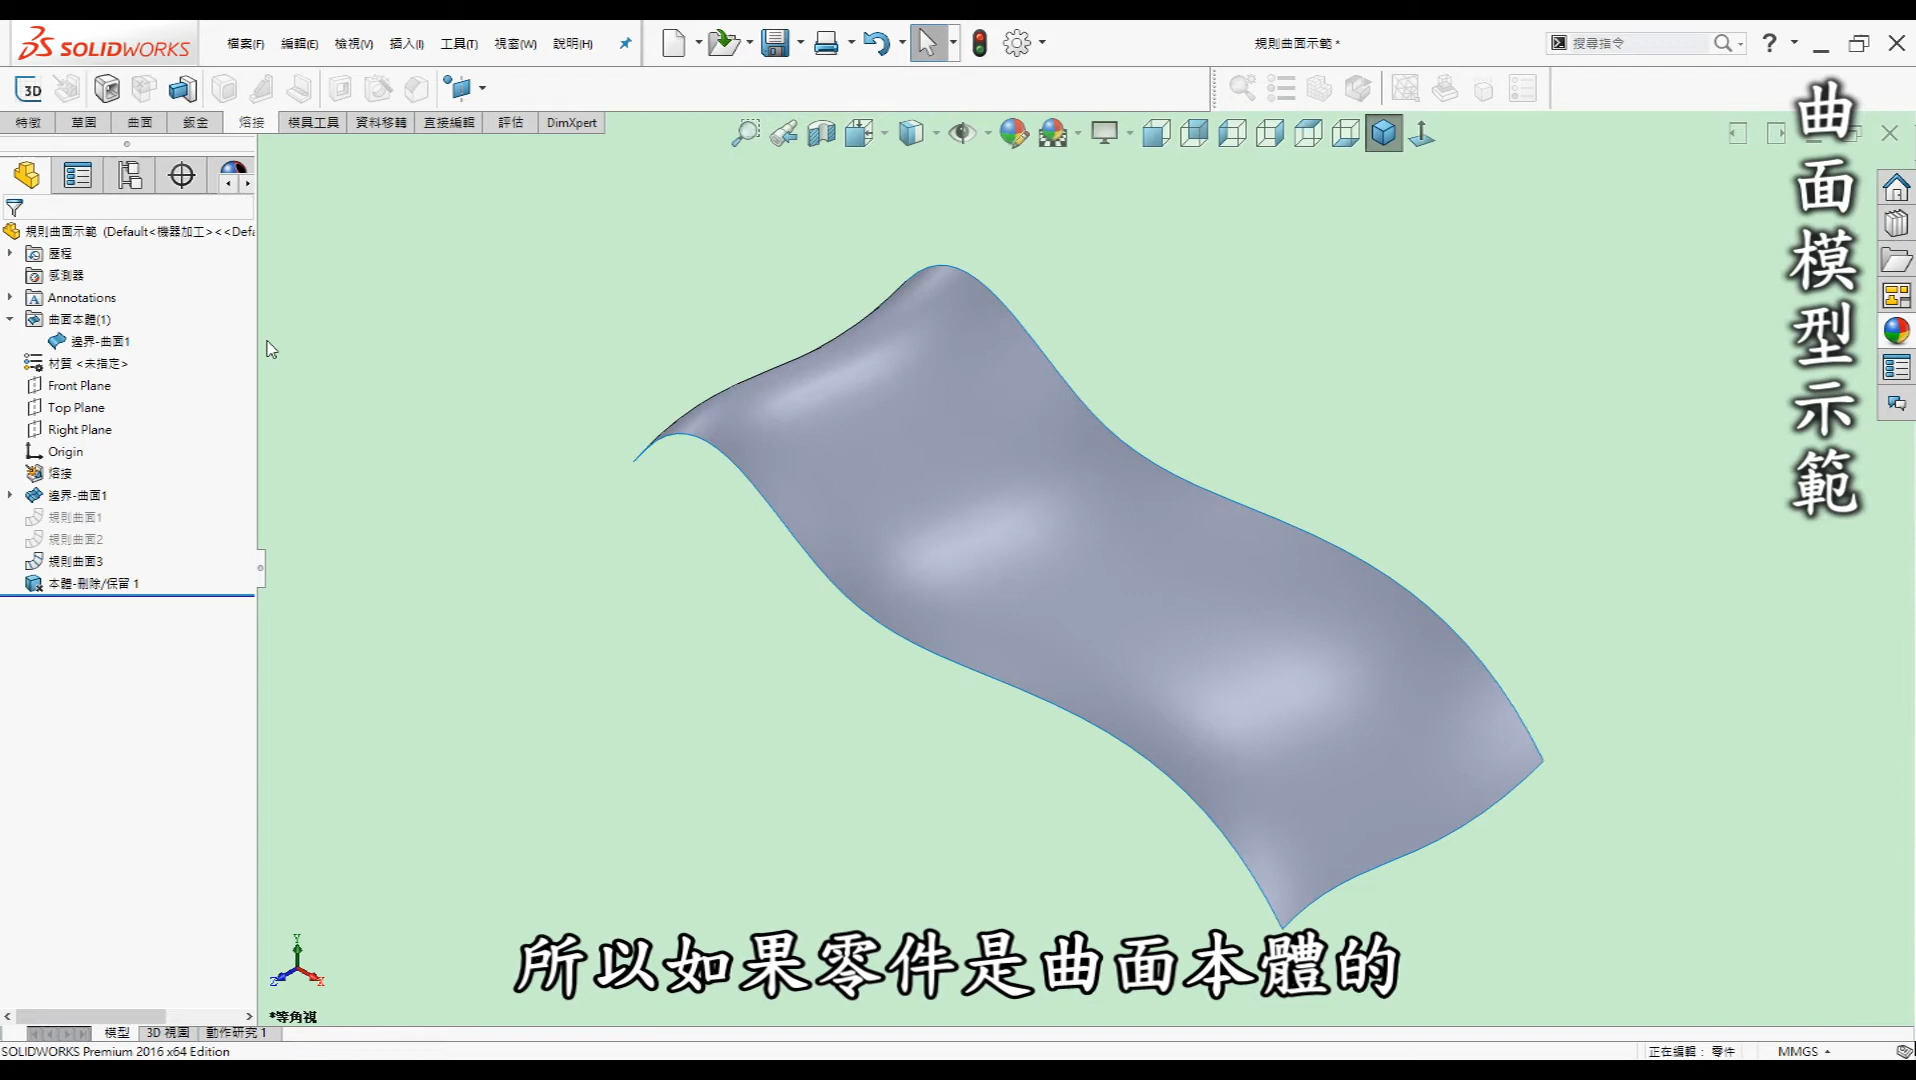 SOLIDWORKS
檔案(F) 編輯(E) 檢視(V) 插入(I) 工具(T) 視窗(W) 說明(H)
規則曲面示範 *
搜尋指令
3D
特徵 草圖 曲面 鈑金 熔接 模具工具 資料移轉 直接編輯 評估 DimXpert
曲面模型示範
規則曲面示範 (Default<機器加工><<Defa
歷程
感測器
Annotations
曲面本體(1)
邊界-曲面1
材質 <未指定>
Front Plane
Top Plane
Right Plane
Origin
熔接
邊界-曲面1
規則曲面1
規則曲面2
規則曲面3
本體-刪除/保留 1
Y
Z X
*等角視
所以如果零件是曲面本體的
模型 3D 視圖 動作研究 1
SOLIDWORKS Premium 2016 x64 Edition
正在編輯： 零件 MMGS